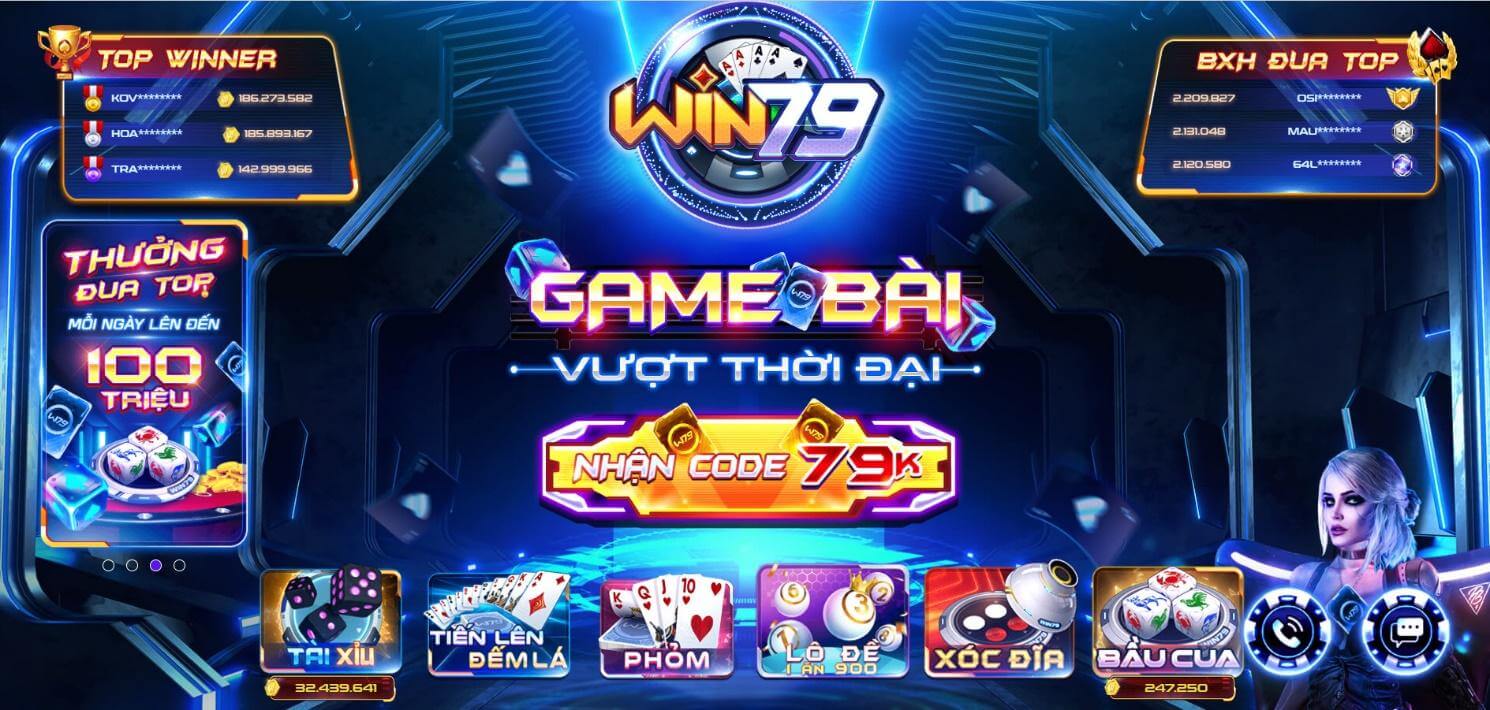 TOP WINNER
KOV******** 186.273.582
HOA******** 185.893.167
TRA******** 142.999.966
WIN79
BXH ĐUA TOP
2.209.827 OSI********
2.131.048 MAU********
2.120.580 64L********
THƯỞNG
ĐUA TOP
MỖI NGÀY LÊN ĐẾN
100
TRIỆU
WIN79
GAME BÀI
VƯỢT THỜI ĐẠI
NHẬN CODE 79K
TÀI XỈU
32.439.641
TIẾN LÊN
ĐẾM LÁ
PHỎM
LÔ ĐỀ
1 ĂN 900
XÓC ĐĨA
BẦU CUA
247.250